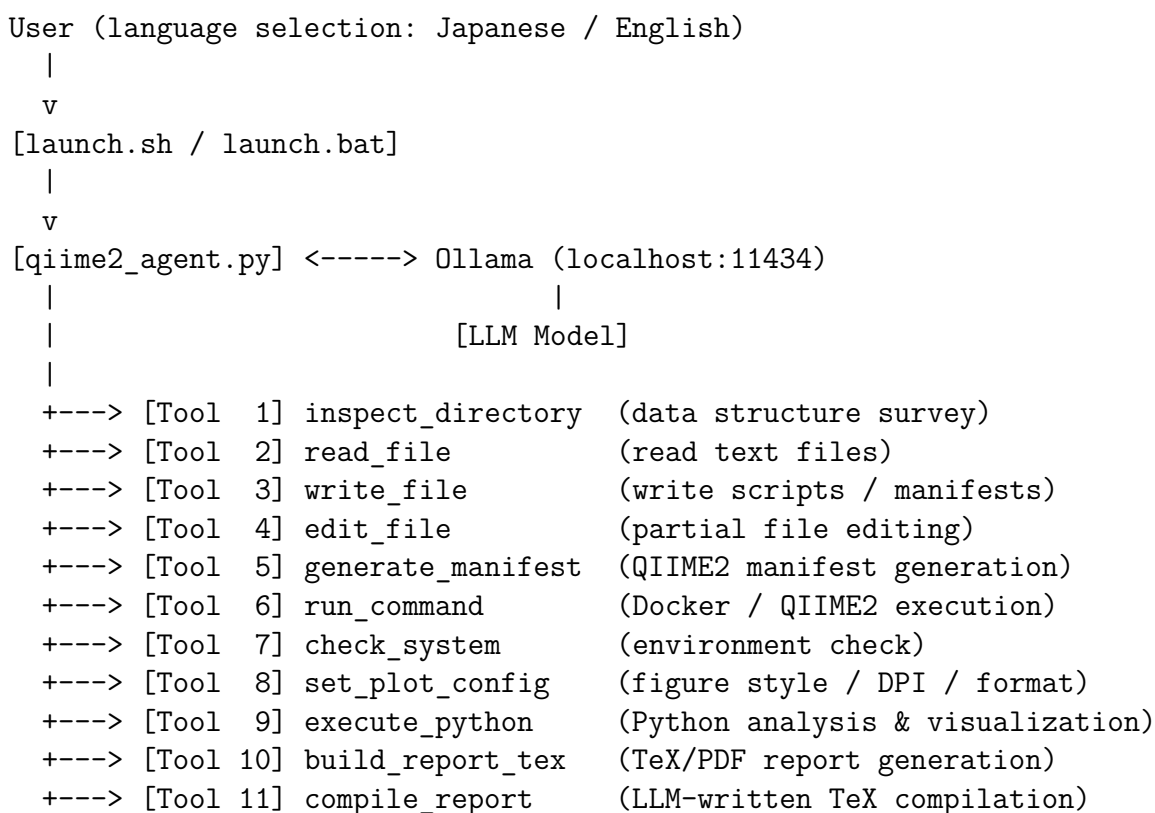 User (language selection: Japanese / English)
  |
  v
[launch.sh / launch.bat]
  |
  v
[qiime2_agent.py] <-----> Ollama (localhost:11434)
  |                              |
  |                        [LLM Model]
  |
  +---> [Tool  1] inspect_directory  (data structure survey)
  +---> [Tool  2] read_file          (read text files)
  +---> [Tool  3] write_file         (write scripts / manifests)
  +---> [Tool  4] edit_file          (partial file editing)
  +---> [Tool  5] generate_manifest  (QIIME2 manifest generation)
  +---> [Tool  6] run_command        (Docker / QIIME2 execution)
  +---> [Tool  7] check_system       (environment check)
  +---> [Tool  8] set_plot_config    (figure style / DPI / format)
  +---> [Tool  9] execute_python     (Python analysis & visualization)
  +---> [Tool 10] build_report_tex   (TeX/PDF report generation)
  +---> [Tool 11] compile_report     (LLM-written TeX compilation)